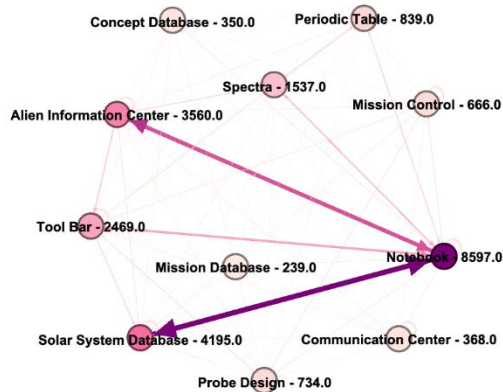 Concept Database - 350.0
Periodic Table - 839.0
Spectra - 1537.0
Mission Control - 666.0
Alien Information Center - 3560.0
Tool Bar - 2469.0
Notebook - 8597.0
Mission Database - 239.0
Solar System Database - 4195.0
Communication Center - 368.0
Probe Design - 734.0